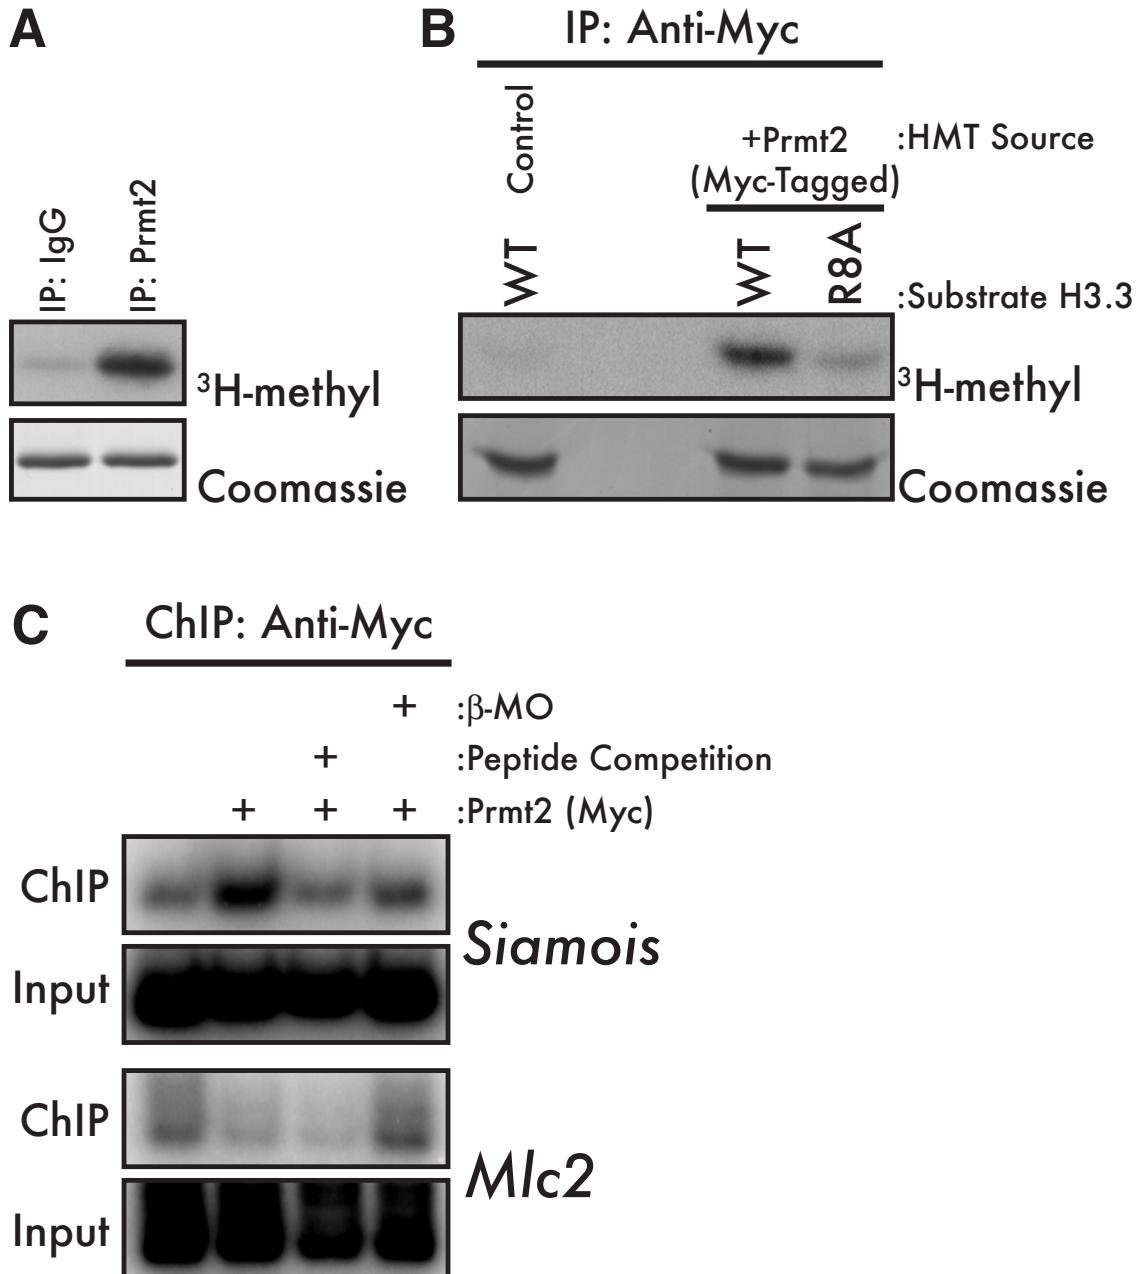 A
IP: IgG
IP: Prmt2
³H-methyl
Coomassie
B
IP: Anti-Myc
Control
+Prmt2
(Myc-Tagged)
:HMT Source
WT
WT
R8A
:Substrate H3.3
³H-methyl
Coomassie
C
ChIP: Anti-Myc
+ :β-MO
+ :Peptide Competition
+ + + :Prmt2 (Myc)
ChIP
Siamois
Input
ChIP
Mlc2
Input